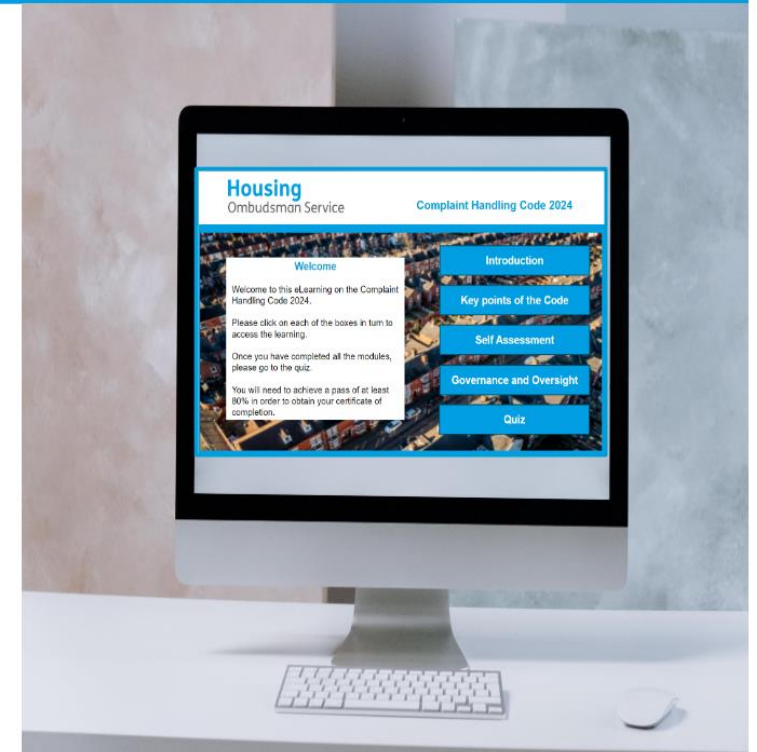 Housing
Ombudsman Service
Complaint Handling Code 2024
Welcome
Welcome to this eLearning on the Complaint
Handling Code 2024.
Please click on each of the boxes in turn to
access the learning.
Once you have completed all the modules,
please go to the quiz.
You will need to achieve a pass of at least
80% in order to obtain your certificate of
completion.
Introduction
Key points of the Code
Self Assessment
Governance and Oversight
Quiz